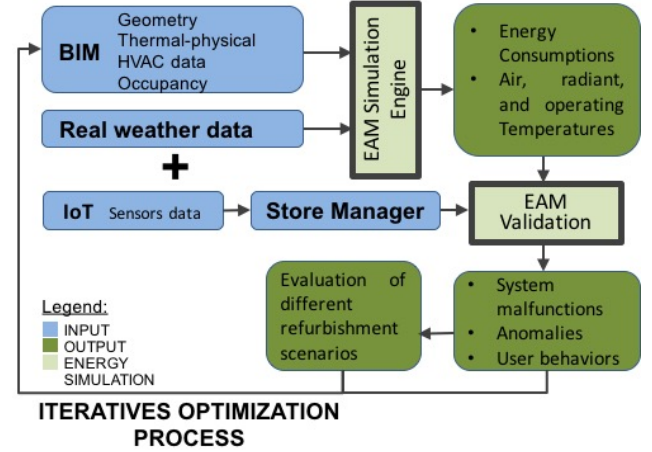 BIM
Geometry
Thermal-physical
HVAC data
Occupancy
EAM Simulation
Engine
• Energy
Consumptions
• Air, radiant,
and operating
Temperatures
Real weather data
+
IoT Sensors data
Store Manager
EAM
Validation
Evaluation of
different
refurbishment
scenarios
• System
malfunctions
• Anomalies
• User behaviors
Legend:
INPUT
OUTPUT
ENERGY
SIMULATION
ITERATIVES OPTIMIZATION
PROCESS